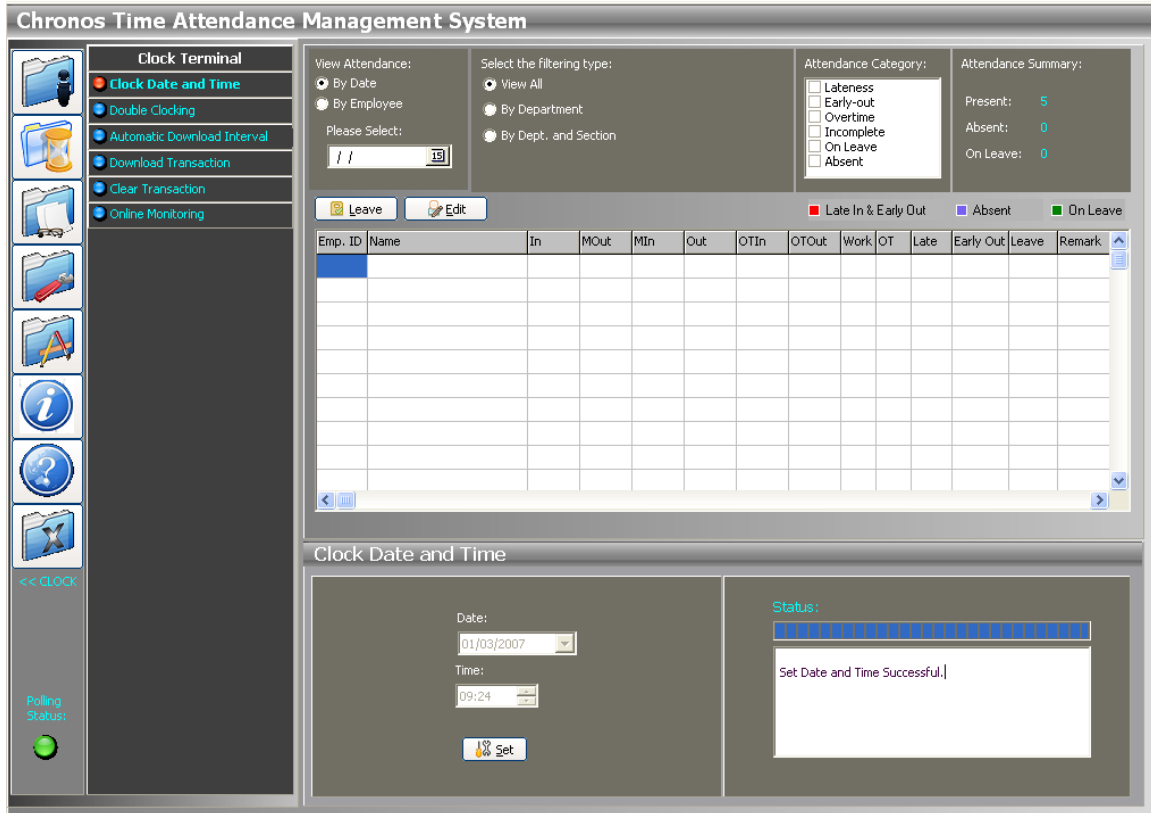 Chronos Time Attendance Management System
Clock Terminal
Clock Date and Time
Double Clocking
Automatic Download Interval
Download Transaction
Clear Transaction
Online Monitoring
<< CLOCK
Polling
Status:
View Attendance:
By Date
By Employee
Please Select:
/ /
15
Select the filtering type:
View All
By Department
By Dept. and Section
Attendance Category:
Lateness
Early-out
Overtime
Incomplete
On Leave
Absent
Attendance Summary:
Present: 5
Absent: 0
On Leave: 0
Leave Edit
Late In & Early Out Absent On Leave
Emp. ID Name In MOut MIn Out OTIn OTOut Work OT Late Early Out Leave Remark
Clock Date and Time
Date:
01/03/2007
Time:
09:24
Set
Status:
Set Date and Time Successful.